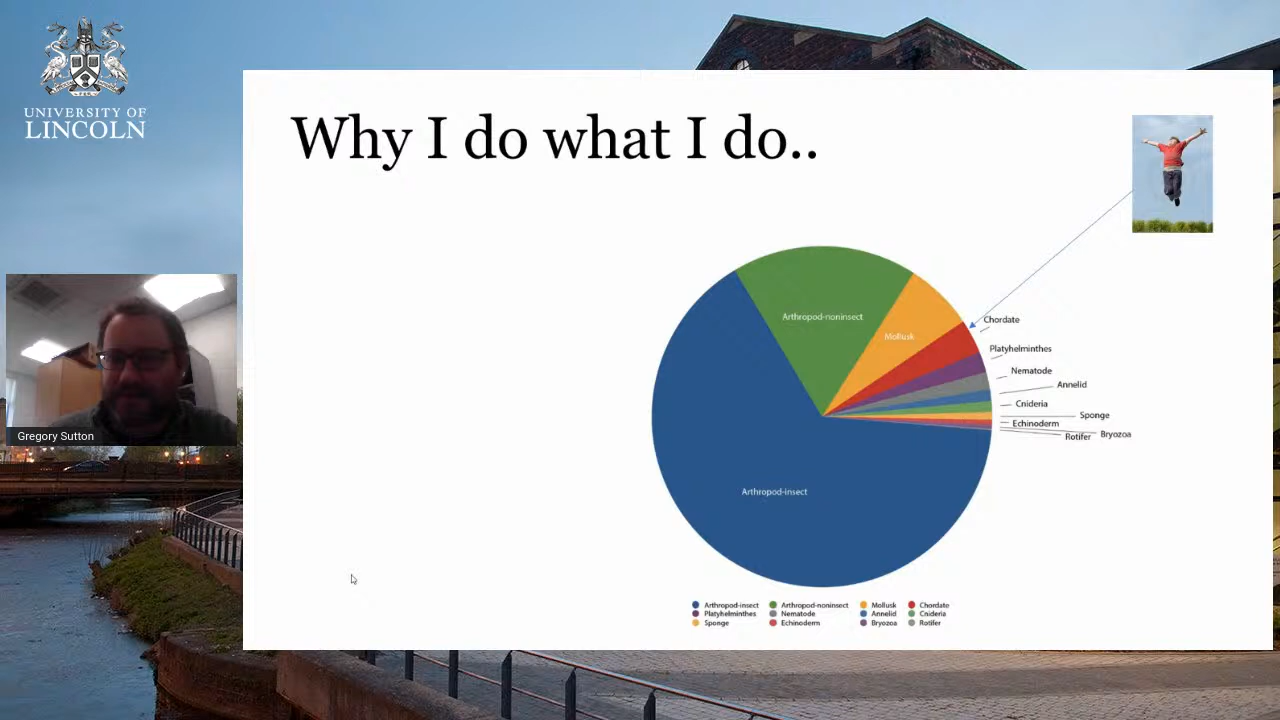 UNIVERSITY OF
LINCOLN
Why I do what I do..
Gregory Sutton
Arthropod-noninsect
Mollusk
Chordate
Platyhelminthes
Nematode
Annelid
Cnideria
Sponge
Echinoderm
Rotifer
Bryozoa
Arthropod-insect
Arthropod-insect Arthropod-noninsect Mollusk Chordate
Platyhelminthes Nematode Annelid Cnideria
Sponge Echinoderm Bryozoa Rotifer